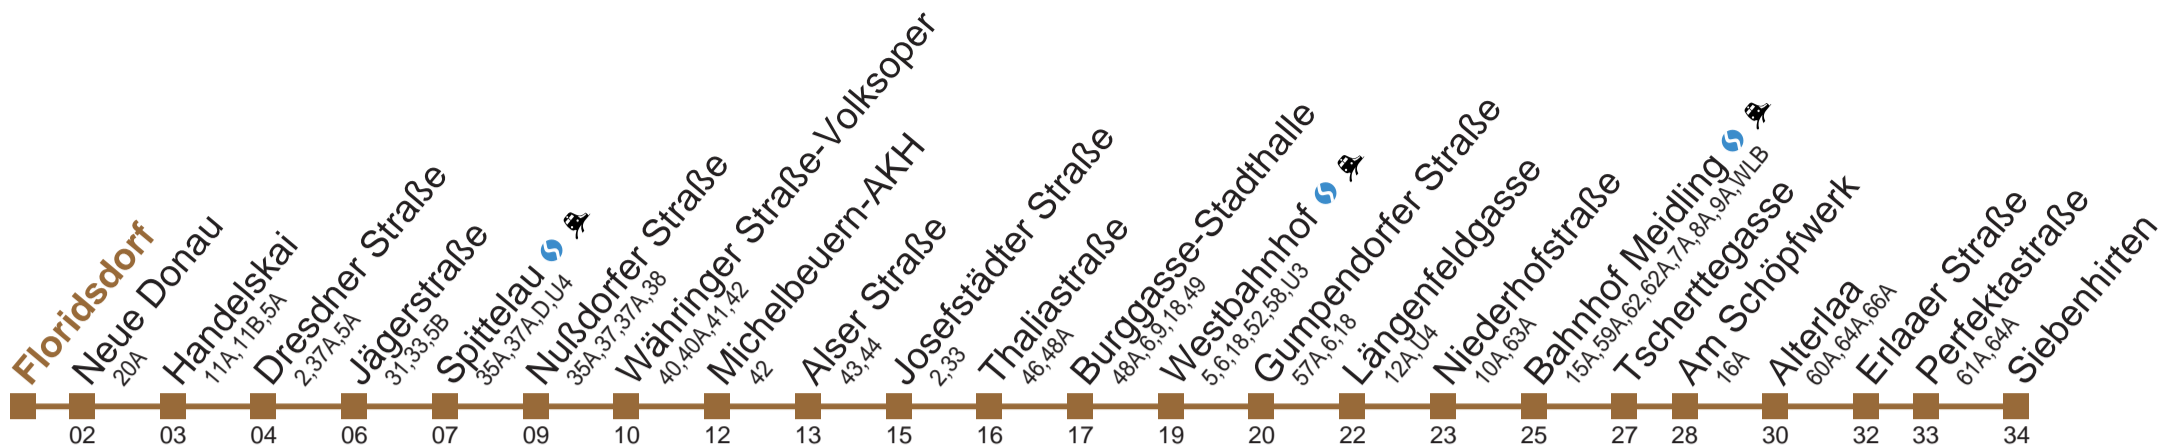 Floridsdorf
Neue Donau
20A
Handelskai
11A,11B,5A
Dresdner Straße
2,37A,5A
Jägerstraße
31,33,5B
Spittelau
35A,37A,D,U4
Nußdorfer Straße
35A,37,37A,38
Währinger Straße-Volksoper
40,40A,41,42
Michelbeuern-AKH
42
Alser Straße
43,44
Josefstädter Straße
2,33
Thaliastraße
46,48A
Burggasse-Stadthalle
48A,6,9,18,49
Westbahnhof
5,6,18,52,58,U3
Gumpendorfer Straße
57A,6,18
Längenfeldgasse
12A,U4
Niederhofstraße
10A,63A
Bahnhof Meidling
15A,59A,62,62A,7A,8A,9A,WLB
Tscherttegasse
Am Schöpfwerk
16A
Alterlaa
60A,64A,66A
Erlaaer Straße
Perfektastraße
61A,64A
Siebenhirten
02 03 04 06 07 09 10 12 13 15 16 17 19 20 22 23 25 27 28 30 32 33 34